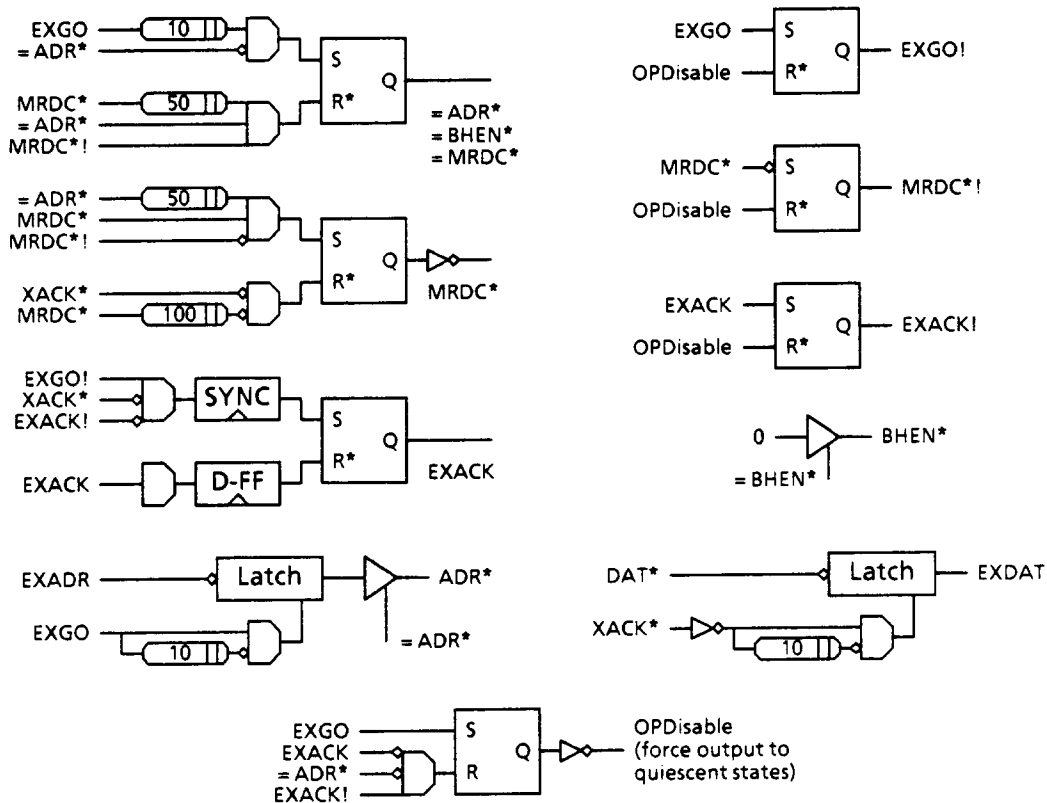 EXGO
10
= ADR*
S
Q
R*
MRDC*
50
= ADR*
MRDC*!
= ADR*
= BHEN*
= MRDC*
= ADR*
50
MRDC*
MRDC*!
S
Q
R*
MRDC*
XACK*
MRDC*
100
EXGO!
XACK*
EXACK!
SYNC
S
Q
R*
EXACK
EXACK
D-FF
EXADR
Latch
ADR*
EXGO
10
= ADR*
EXGO
S
Q
EXGO!
OPDisable
R*
MRDC*
S
Q
MRDC*!
OPDisable
R*
EXACK
S
Q
EXACK!
OPDisable
R*
0
BHEN*
= BHEN*
DAT*
Latch
EXDAT
XACK*
10
EXGO
EXACK
= ADR*
EXACK!
S
Q
R
OPDisable
(force output to
quiescent states)